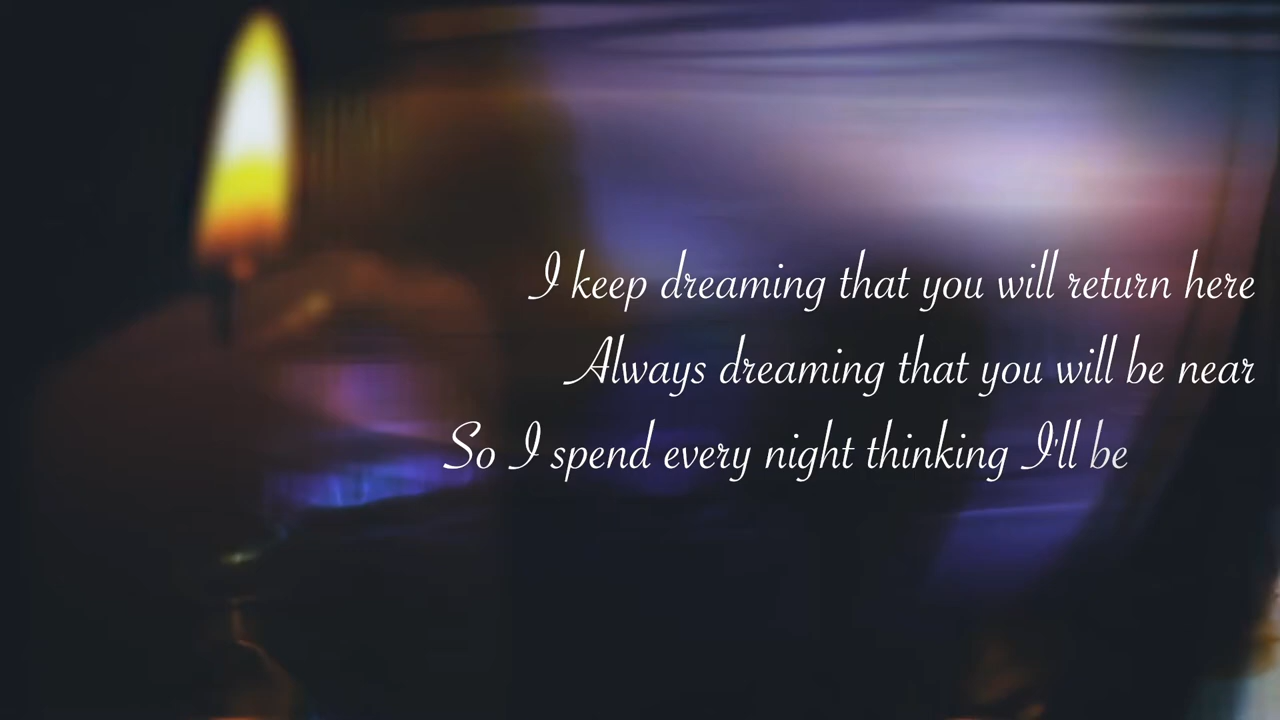 I keep dreaming that you will return here
Always dreaming that you will be near
So I spend every night thinking I'll be